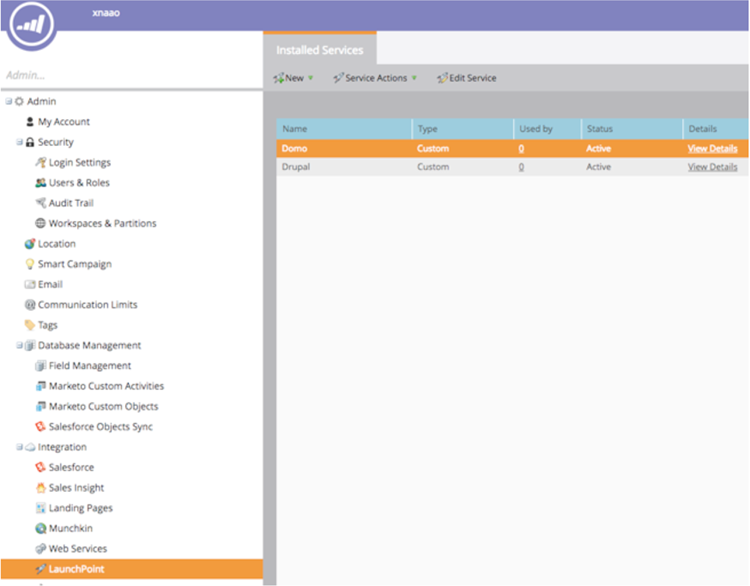 xnaao
Admin...
Admin
My Account
Security
Login Settings
Users & Roles
Audit Trail
Workspaces & Partitions
Location
Smart Campaign
Email
Communication Limits
Tags
Database Management
Field Management
Marketo Custom Activities
Marketo Custom Objects
Salesforce Objects Sync
Integration
Salesforce
Sales Insight
Landing Pages
Munchkin
Web Services
LaunchPoint
Installed Services
New Service Actions Edit Service
Name Type Used by Status Details
Domo Custom 0 Active View Details
Drupal Custom 0 Active View Details